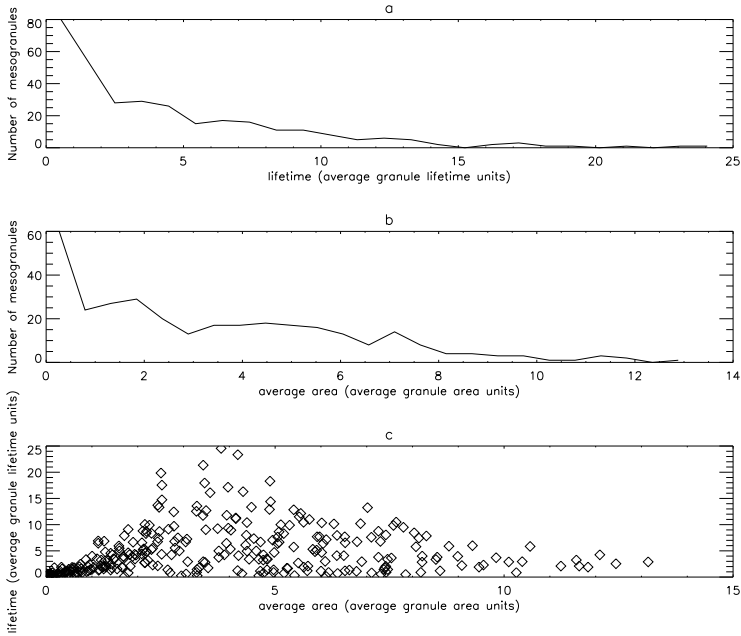 a
Number of mesogranules
80
60
40
20
0
0 5 10 15 20 25
lifetime (average granule lifetime units)
b
Number of mesogranules
60
40
20
0
0 2 4 6 8 10 12 14
average area (average granule area units)
c
lifetime (average granule lifetime units)
25
20
15
10
5
0
0 5 10 15
average area (average granule area units)